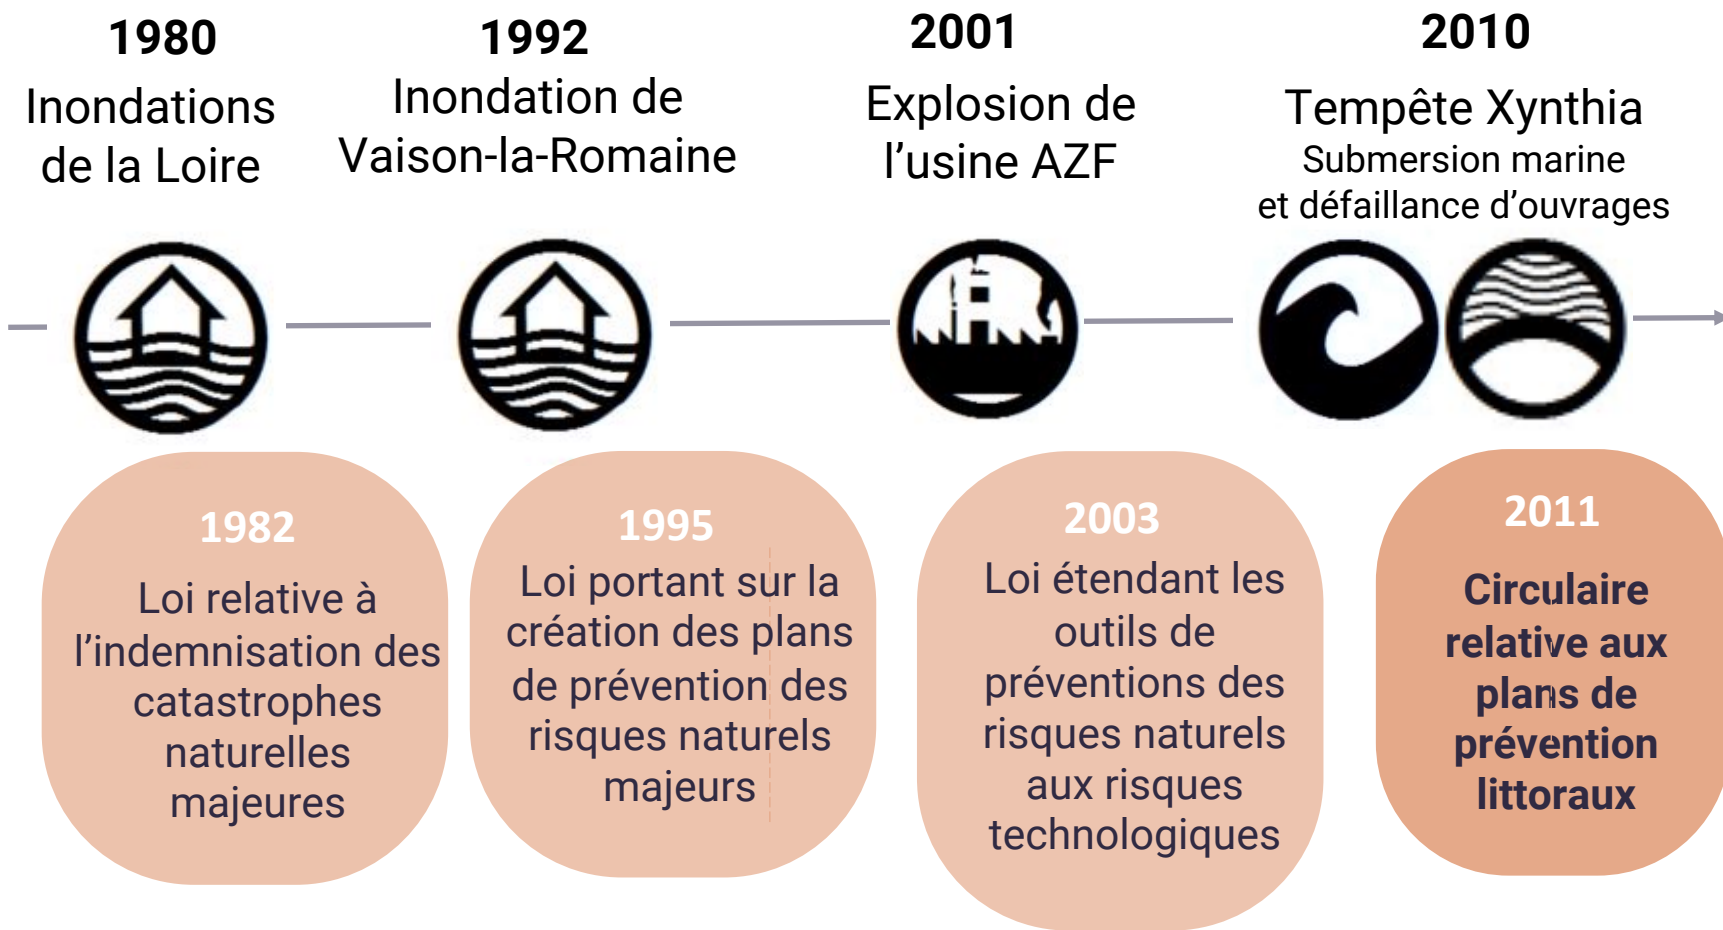 1980
Inondations
de la Loire
1992
Inondation de
Vaison-la-Romaine
2001
Explosion de
l'usine AZF
2010
Tempête Xynthia
Submersion marine
et défaillance d'ouvrages
1982
Loi relative à
l'indemnisation des
catastrophes
naturelles
majeures
1995
Loi portant sur la
création des plans
de prévention des
risques naturels
majeurs
2003
Loi étendant les
outils de
préventions des
risques naturels
aux risques
technologiques
2011
Circulaire
relative aux
plans de
prévention
littoraux